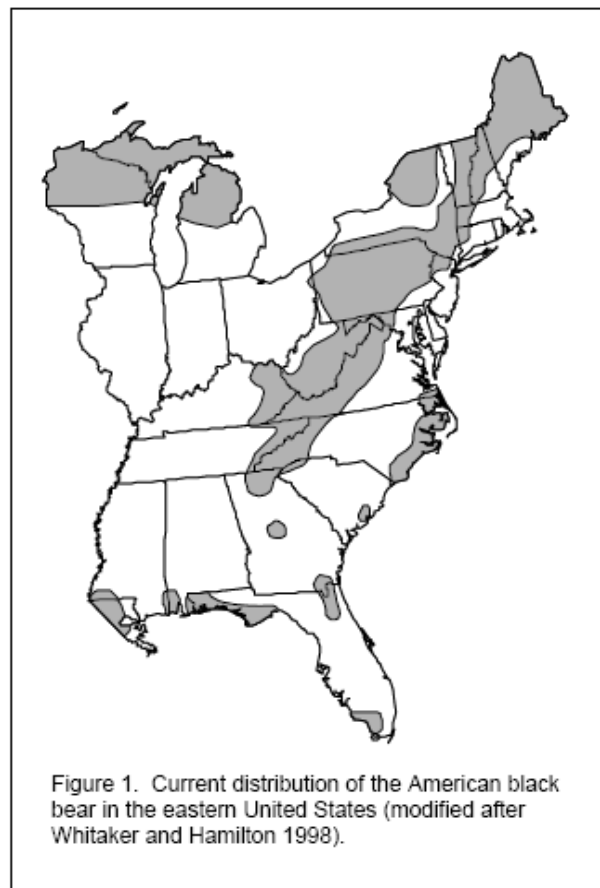 Figure 1.  Current distribution of the American black
bear in the eastern United States (modified after
Whitaker and Hamilton 1998).